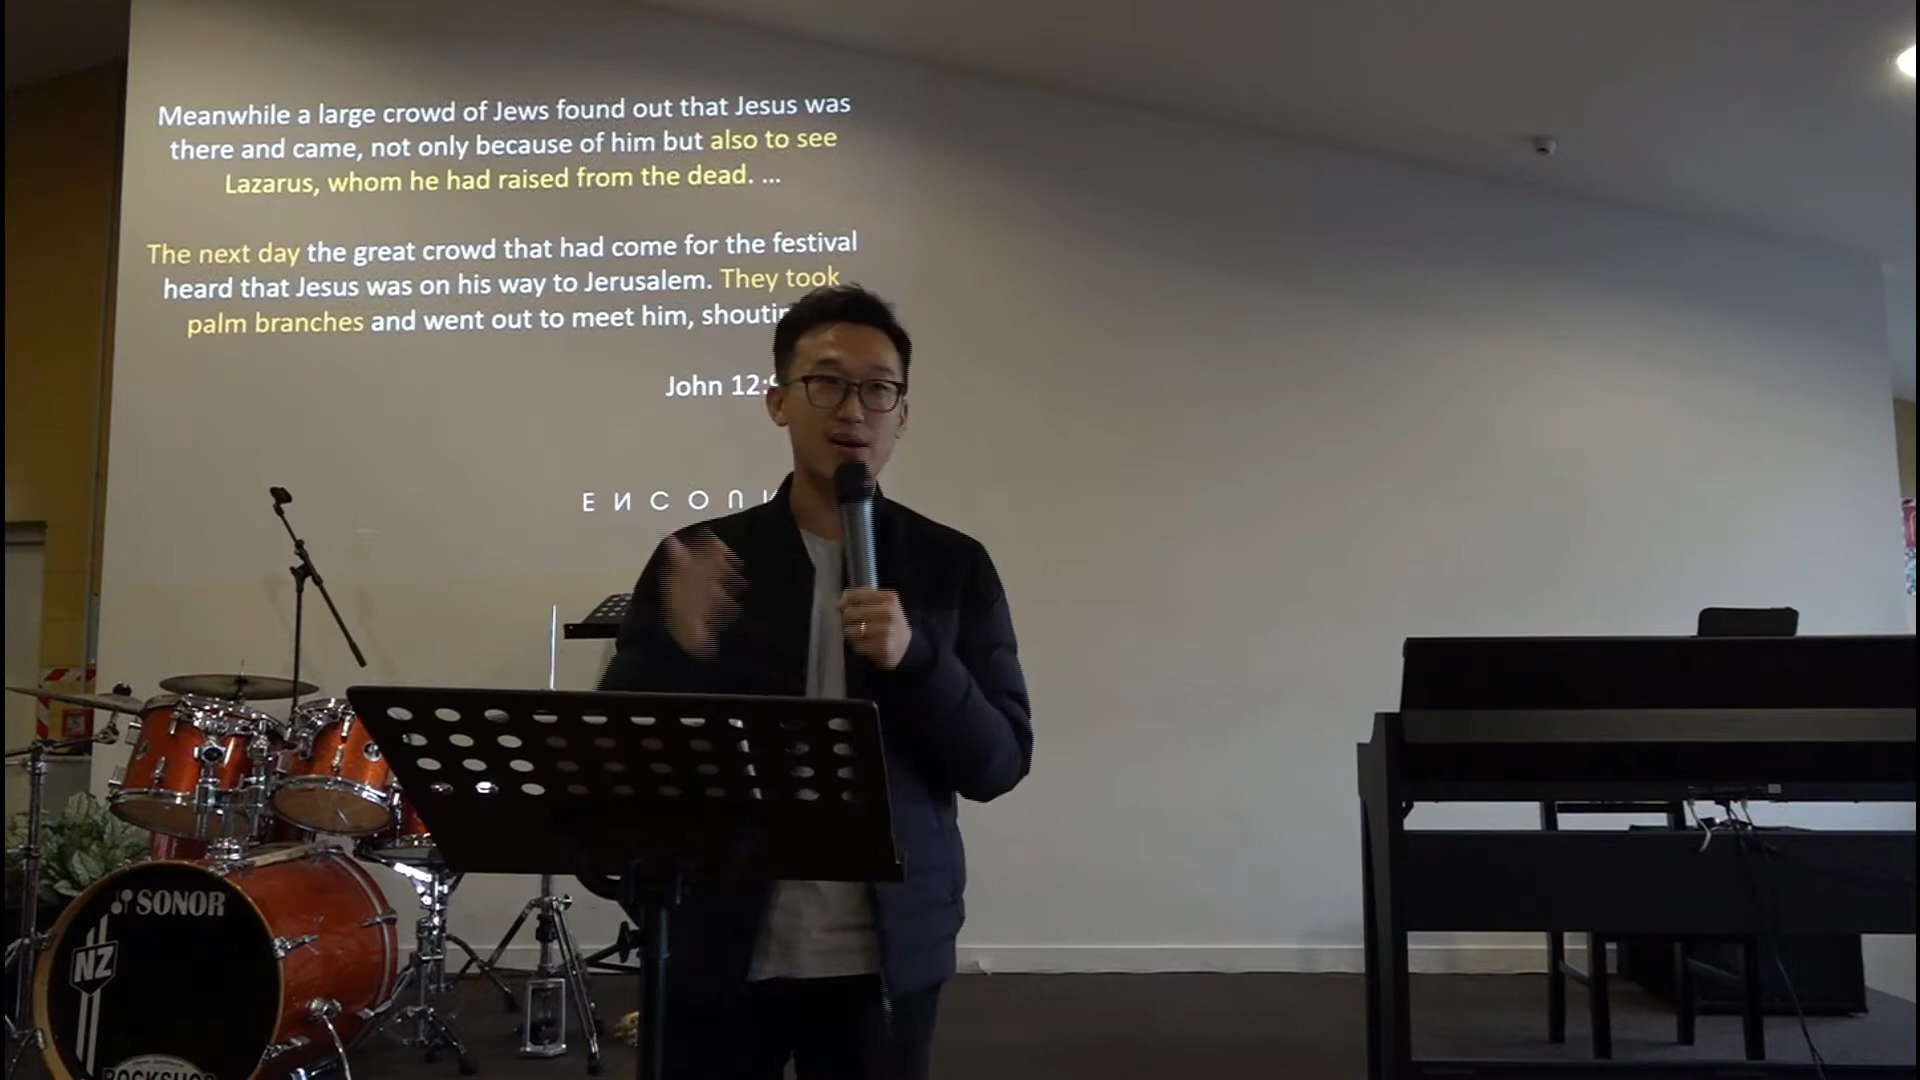 Meanwhile a large crowd of Jews found out that Jesus was
there and came, not only because of him but also to see
Lazarus, whom he had raised from the dead. ...
The next day the great crowd that had come for the festival
heard that Jesus was on his way to Jerusalem. They took
palm branches and went out to meet him,
John 12:
SONOR
NZ